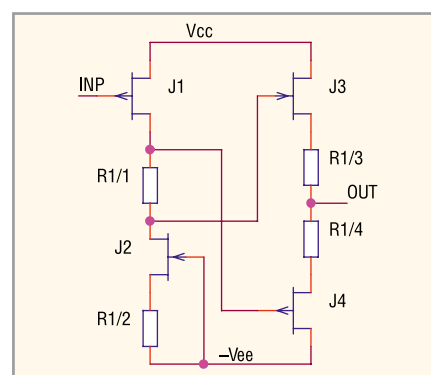 Vcc
INP
J1
J3
R1/1
R1/3
OUT
R1/4
J2
R1/2
J4
–Vee